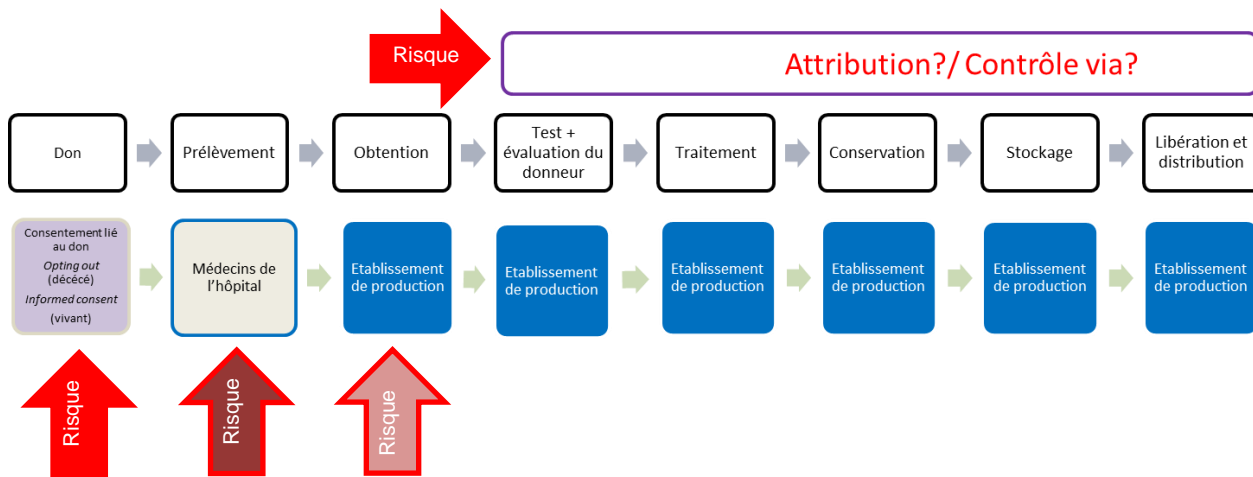 Risque
Attribution?/ Contrôle via?
Don
Prélèvement
Obtention
Test +
évaluation du
donneur
Traitement
Conservation
Stockage
Libération et
distribution
Consentement lié
au don
Opting out
(décécé)
Informed consent
(vivant)
Médecins de
l'hôpital
Etablissement
de production
Etablissement
de production
Etablissement
de production
Etablissement
de production
Etablissement
de production
Etablissement
de production
Risque
Risque
Risque